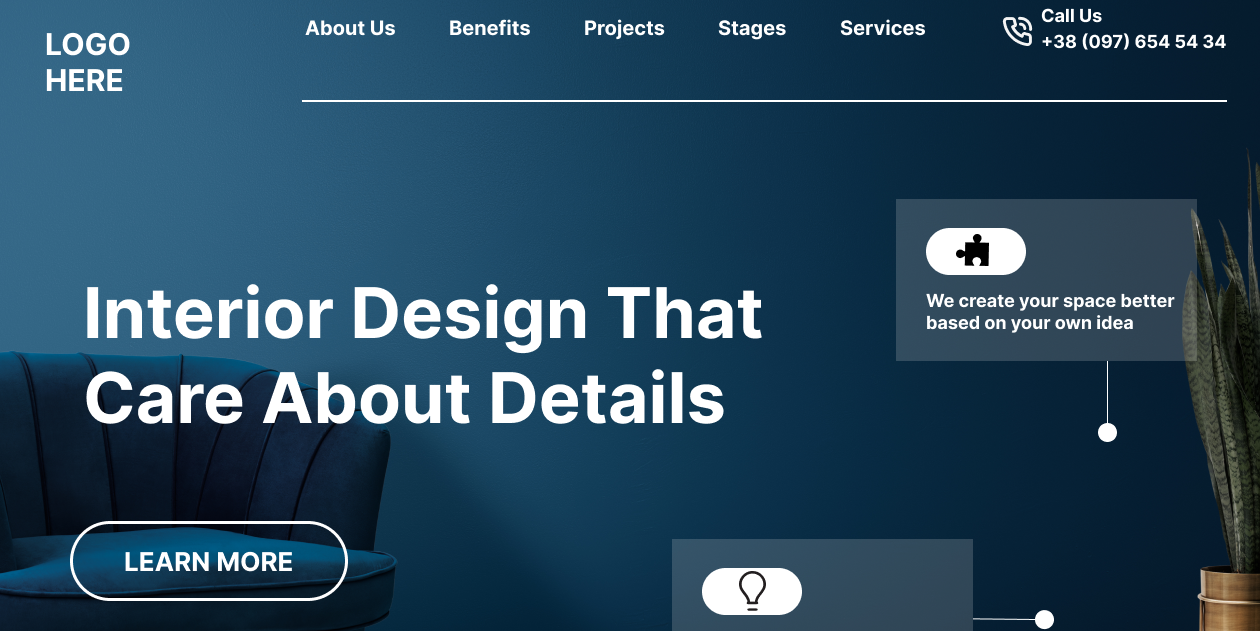 LOGO
HERE
About Us
Benefits
Projects
Stages
Services
Call Us
+38 (097) 654 54 34
Interior Design That
Care About Details
We create your space better
based on your own idea
LEARN MORE